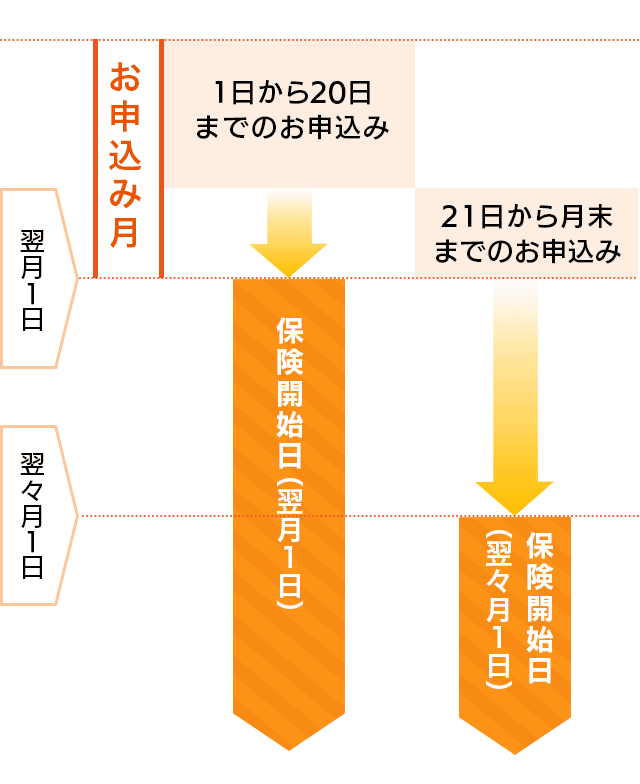 お申込み月
1日から20日
までのお申込み
21日から月末
までのお申込み
翌月1日
保険開始日(翌月1日)
翌々月1日
保険開始日
(翌々月1日)